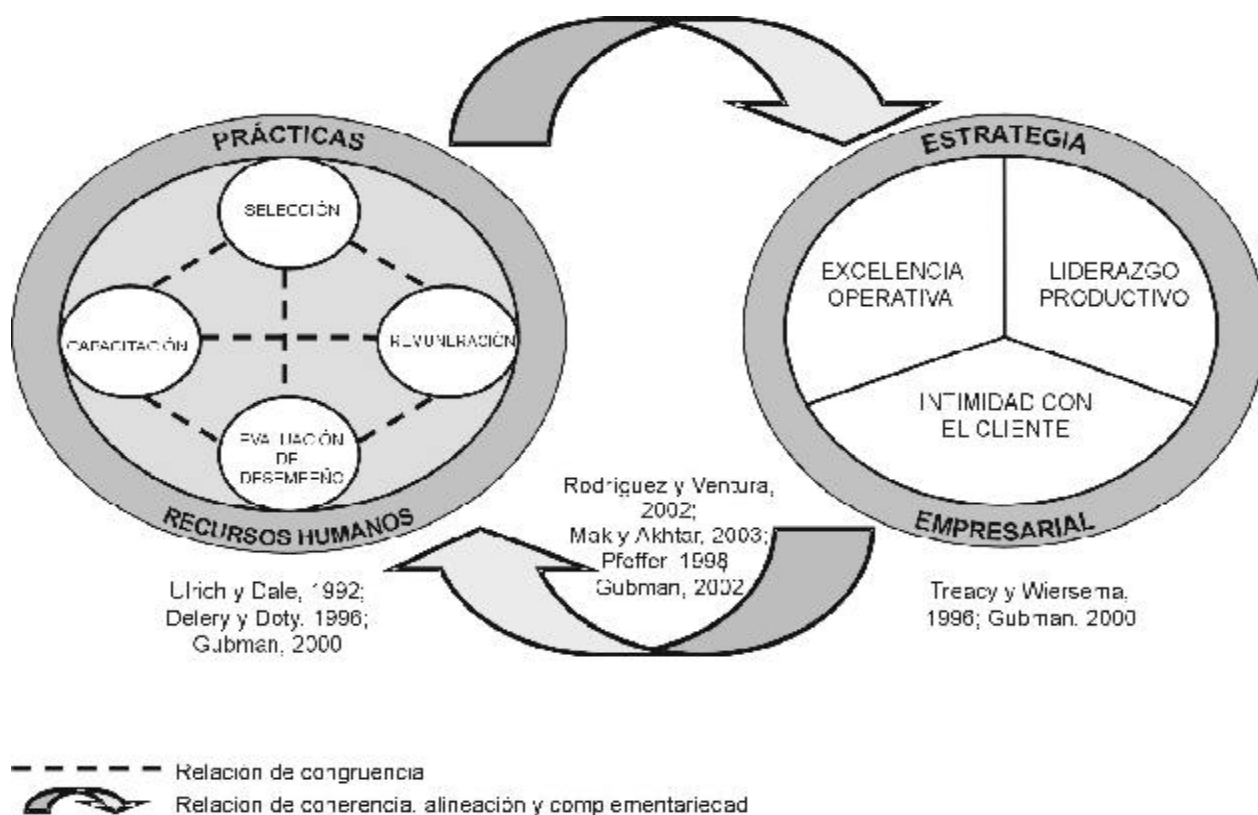 PRÁCTICAS
SELECCIÓN
CAPACITACIÓN
REMUNERACIÓN
EVALUACIÓN
DE
DESEMPEÑO
RECURSOS HUMANOS
Ulrich y Dale, 1992;
Delery y Doty, 1996;
Gubman, 2000
Rodríguez y Ventura,
2002;
Mak y Akhtar, 2003;
Pfeffer, 1998
Gubman, 2002
ESTRATEGIA
EXCELENCIA
OPERATIVA
LIDERAZGO
PRODUCTIVO
INTIMIDAD CON
EL CLIENTE
EMPRESARIAL
Treacy y Wiersema,
1996; Gubman, 2000
Relación de congruencia
Relación de coherencia, alineación y complementariedad